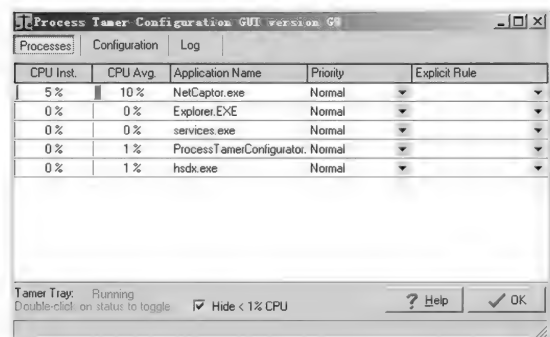 Process Tamer Configuration GUI version G9
Processes Configuration Log
CPU Inst. CPU Avg. Application Name Priority Explicit Rule
5 % 10 % NetCaptor.exe Normal
0 % 0 % Explorer.EXE Normal
0 % 0 % services.exe Normal
0 % 1 % ProcessTamerConfigurator. Normal
0 % 1 % hsdx.exe Normal
Tamer Tray: Running
Double-click on status to toggle
Hide < 1% CPU
? Help
OK